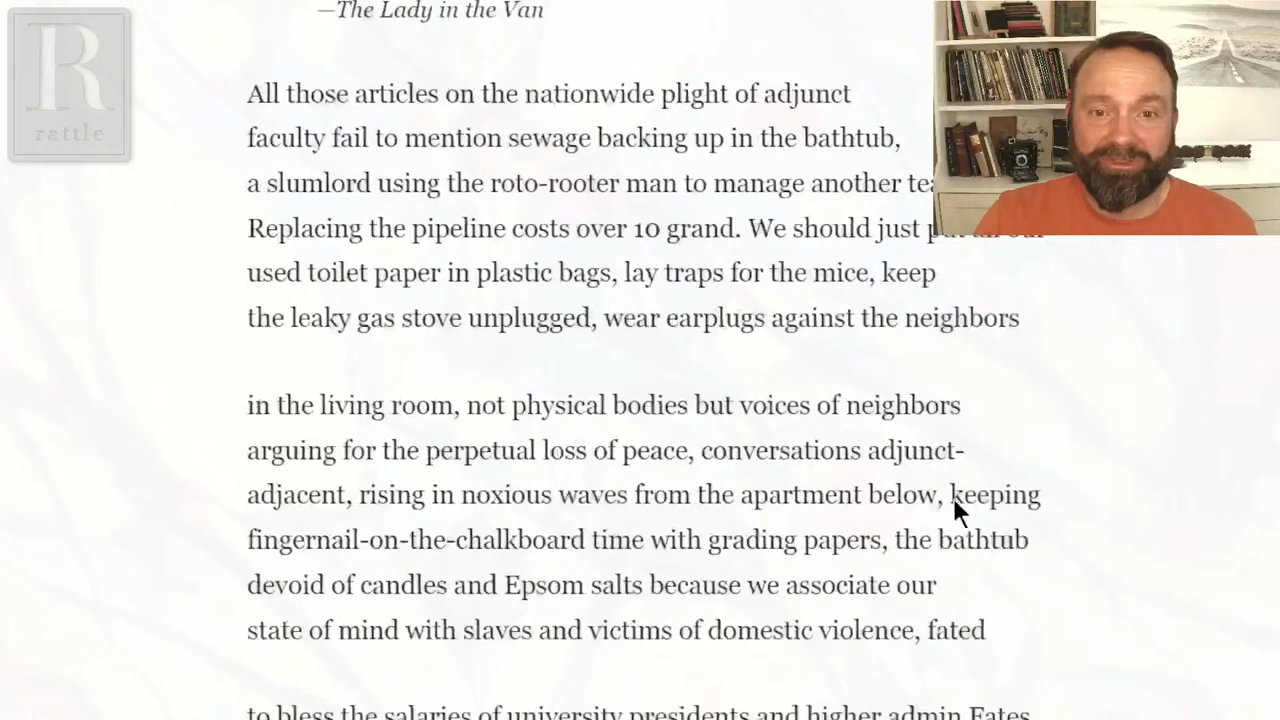 —The Lady in the Van
R
rattle
All those articles on the nationwide plight of adjunct
faculty fail to mention sewage backing up in the bathtub,
a slumlord using the roto-rooter man to manage another
Replacing the pipeline costs over 10 grand. We should just
used toilet paper in plastic bags, lay traps for the mice, keep
the leaky gas stove unplugged, wear earplugs against the neighbors
in the living room, not physical bodies but voices of neighbors
arguing for the perpetual loss of peace, conversations adjunct-
adjacent, rising in noxious waves from the apartment below, keeping
fingernail-on-the-chalkboard time with grading papers, the bathtub
devoid of candles and Epsom salts because we associate our
state of mind with slaves and victims of domestic violence, fated
to bless the salaries of university presidents and higher admin Fates